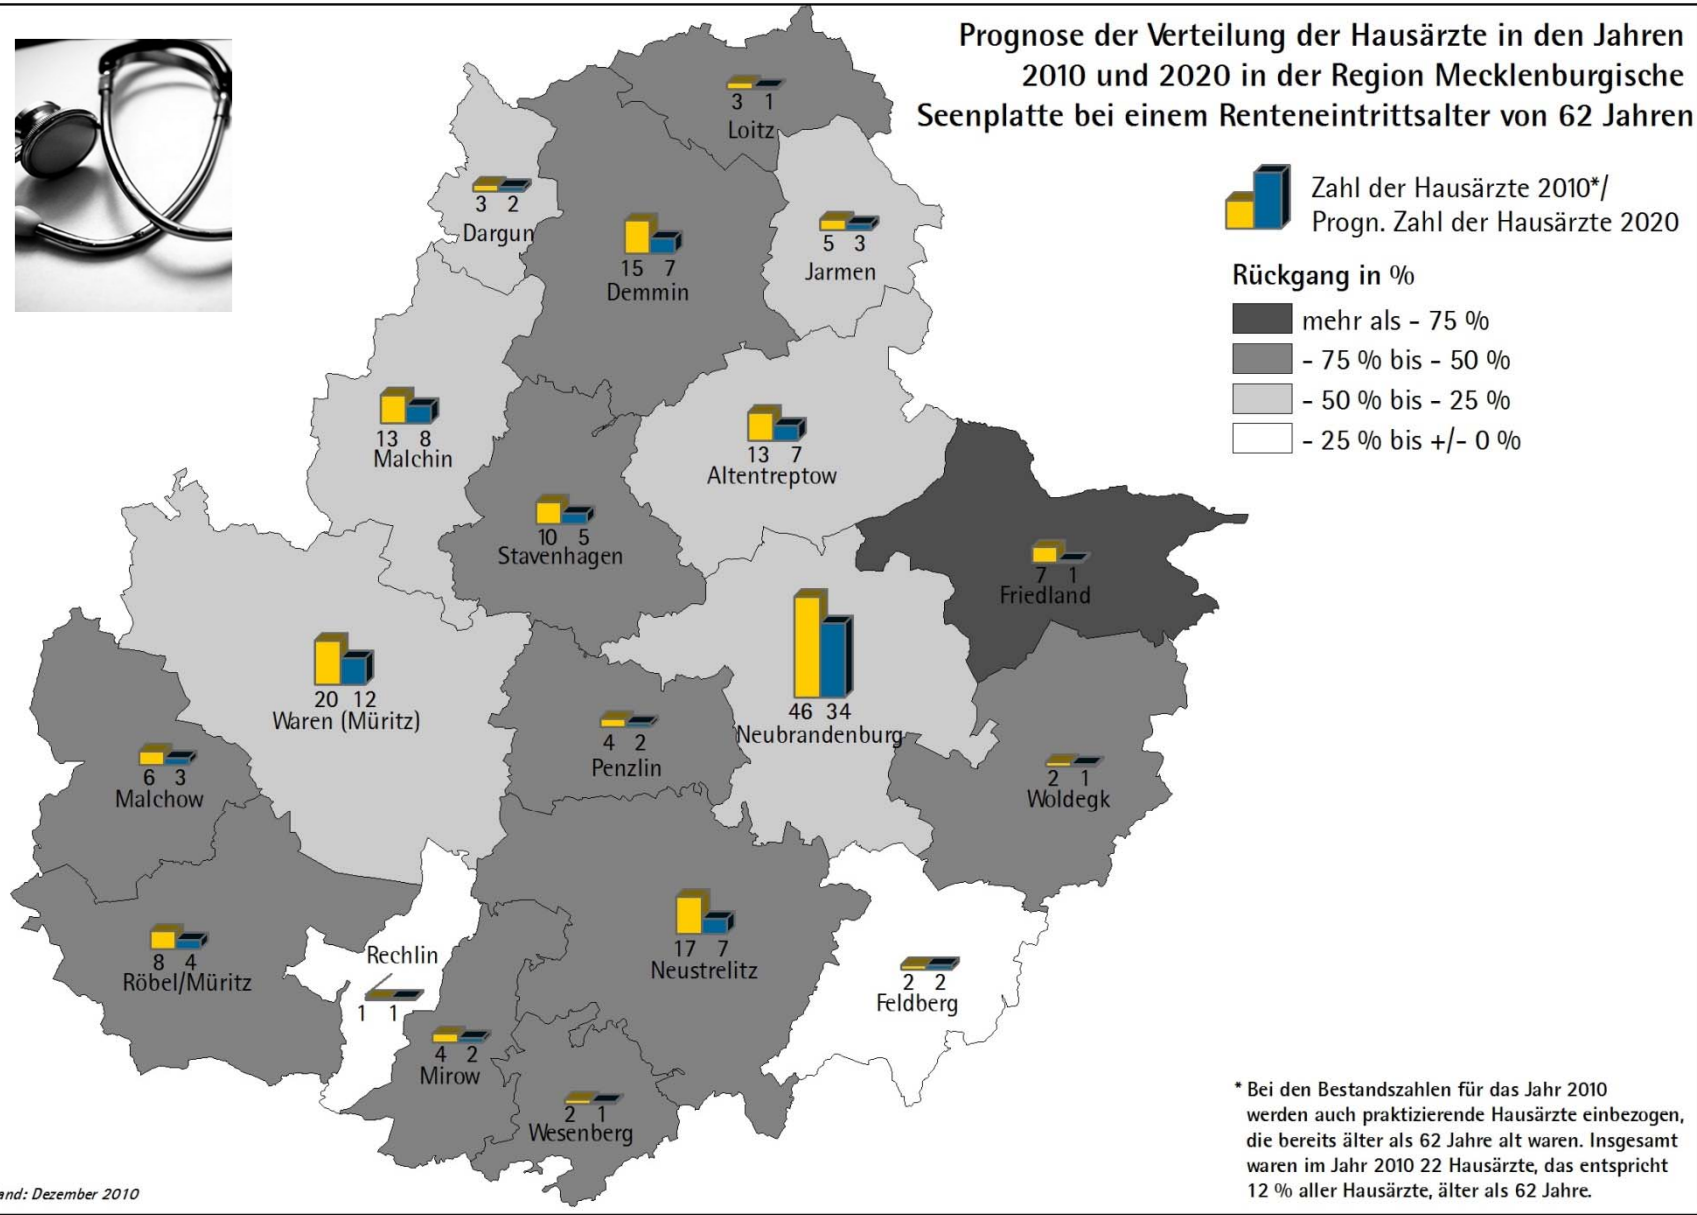 Prognose der Verteilung der Hausärzte in den Jahren
2010 und 2020 in der Region Mecklenburgische
Seenplatte bei einem Renteneintrittsalter von 62 Jahren
Zahl der Hausärzte 2010*/
Progn. Zahl der Hausärzte 2020
Rückgang in %
mehr als - 75 %
- 75 % bis - 50 %
- 50 % bis - 25 %
- 25 % bis +/- 0 %
3 1
Loitz
3 2
Dargun
15 7
Demmin
5 3
Jarmen
13 8
Malchin
13 7
Altentreptow
10 5
Stavenhagen
7 1
Friedland
20 12
Waren (Müritz)
46 34
Neubrandenburg
4 2
Penzlin
6 3
Malchow
2 1
Woldegk
8 4
Röbel/Müritz
Rechlin
1 1
17 7
Neustrelitz
2 2
Feldberg
4 2
Mirow
2 1
Wesenberg
* Bei den Bestandszahlen für das Jahr 2010
werden auch praktizierende Hausärzte einbezogen,
die bereits älter als 62 Jahre alt waren. Insgesamt
waren im Jahr 2010 22 Hausärzte, das entspricht
12 % aller Hausärzte, älter als 62 Jahre.
and: Dezember 2010